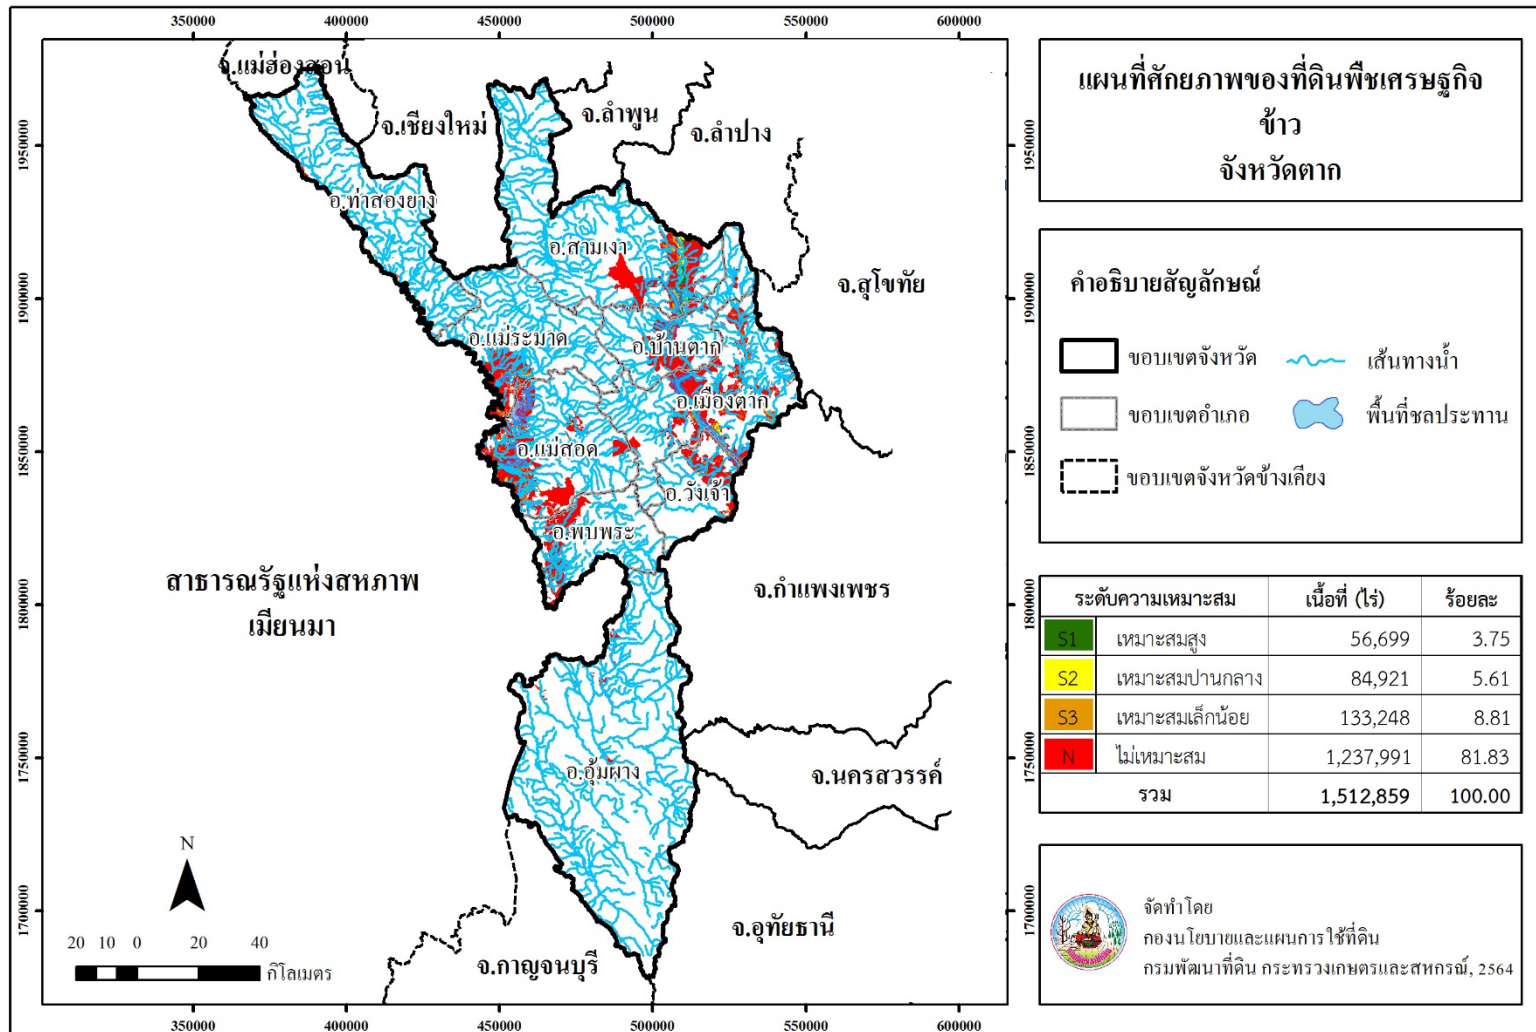 350000 400000 450000 500000 550000 600000
จ.แม่ฮ่องสอน
จ.เชียงใหม่
จ.ลำพูน
จ.ลำปาง
จ.สุโขทัย
จ.กำแพงเพชร
จ.นครสวรรค์
จ.อุทัยธานี
จ.กาญจนบุรี
สาธารณรัฐแห่งสหภาพ
เมียนมา
อ.ท่าสองยาง
อ.สามเงา
อ.แม่ระมาด
อ.บ้านตาก
อ.เมืองตาก
อ.แม่สอด
อ.วังเจ้า
อ.พบพระ
อ.อุ้มผาง
1950000 1950000
1900000 1900000
1850000 1850000
1800000 1800000
1750000 1750000
1700000 1700000
N
20 10 0 20 40
กิโลเมตร
350000 400000 450000 500000 550000 600000
แผนที่ศักยภาพของที่ดินพืชเศรษฐกิจ
ข้าว
จังหวัดตาก
คำอธิบายสัญลักษณ์
ขอบเขตจังหวัด เส้นทางน้ำ
ขอบเขตอำเภอ พื้นที่ชลประทาน
ขอบเขตจังหวัดข้างเคียง
ระดับความเหมาะสม เนื้อที่ (ไร่) ร้อยละ
S1 เหมาะสมสูง 56,699 3.75
S2 เหมาะสมปานกลาง 84,921 5.61
S3 เหมาะสมเล็กน้อย 133,248 8.81
N ไม่เหมาะสม 1,237,991 81.83
รวม 1,512,859 100.00
จัดทำโดย
กองนโยบายและแผนการใช้ที่ดิน
กรมพัฒนาที่ดิน กระทรวงเกษตรและสหกรณ์, 2564